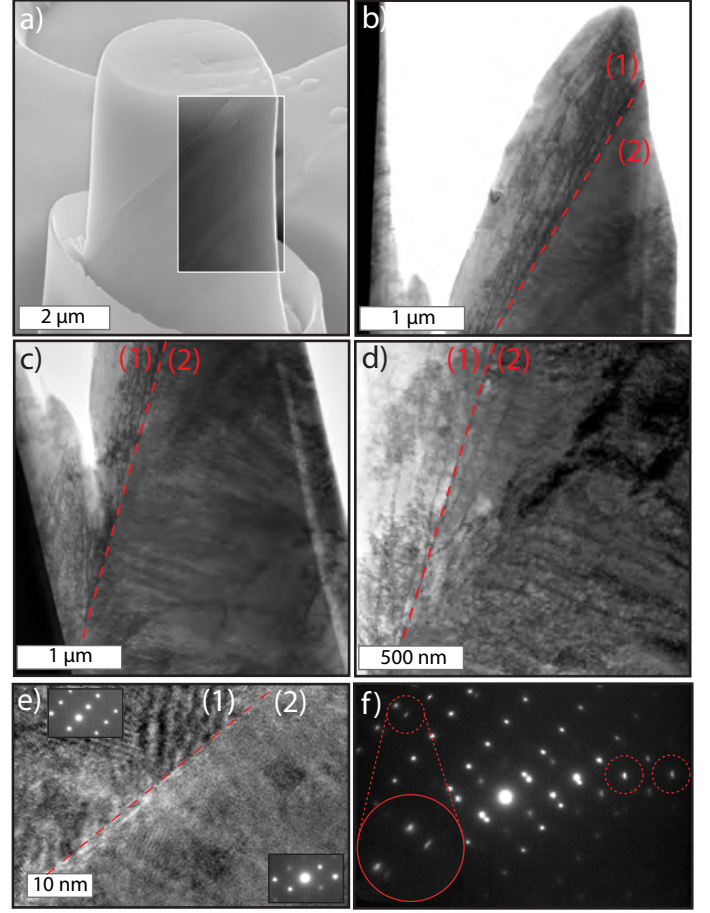 a)
2 μm
b)
(1)
(2)
1 μm
c)
(1)
(2)
1 μm
d)
(1)
(2)
500 nm
e)
(1)
(2)
10 nm
f)